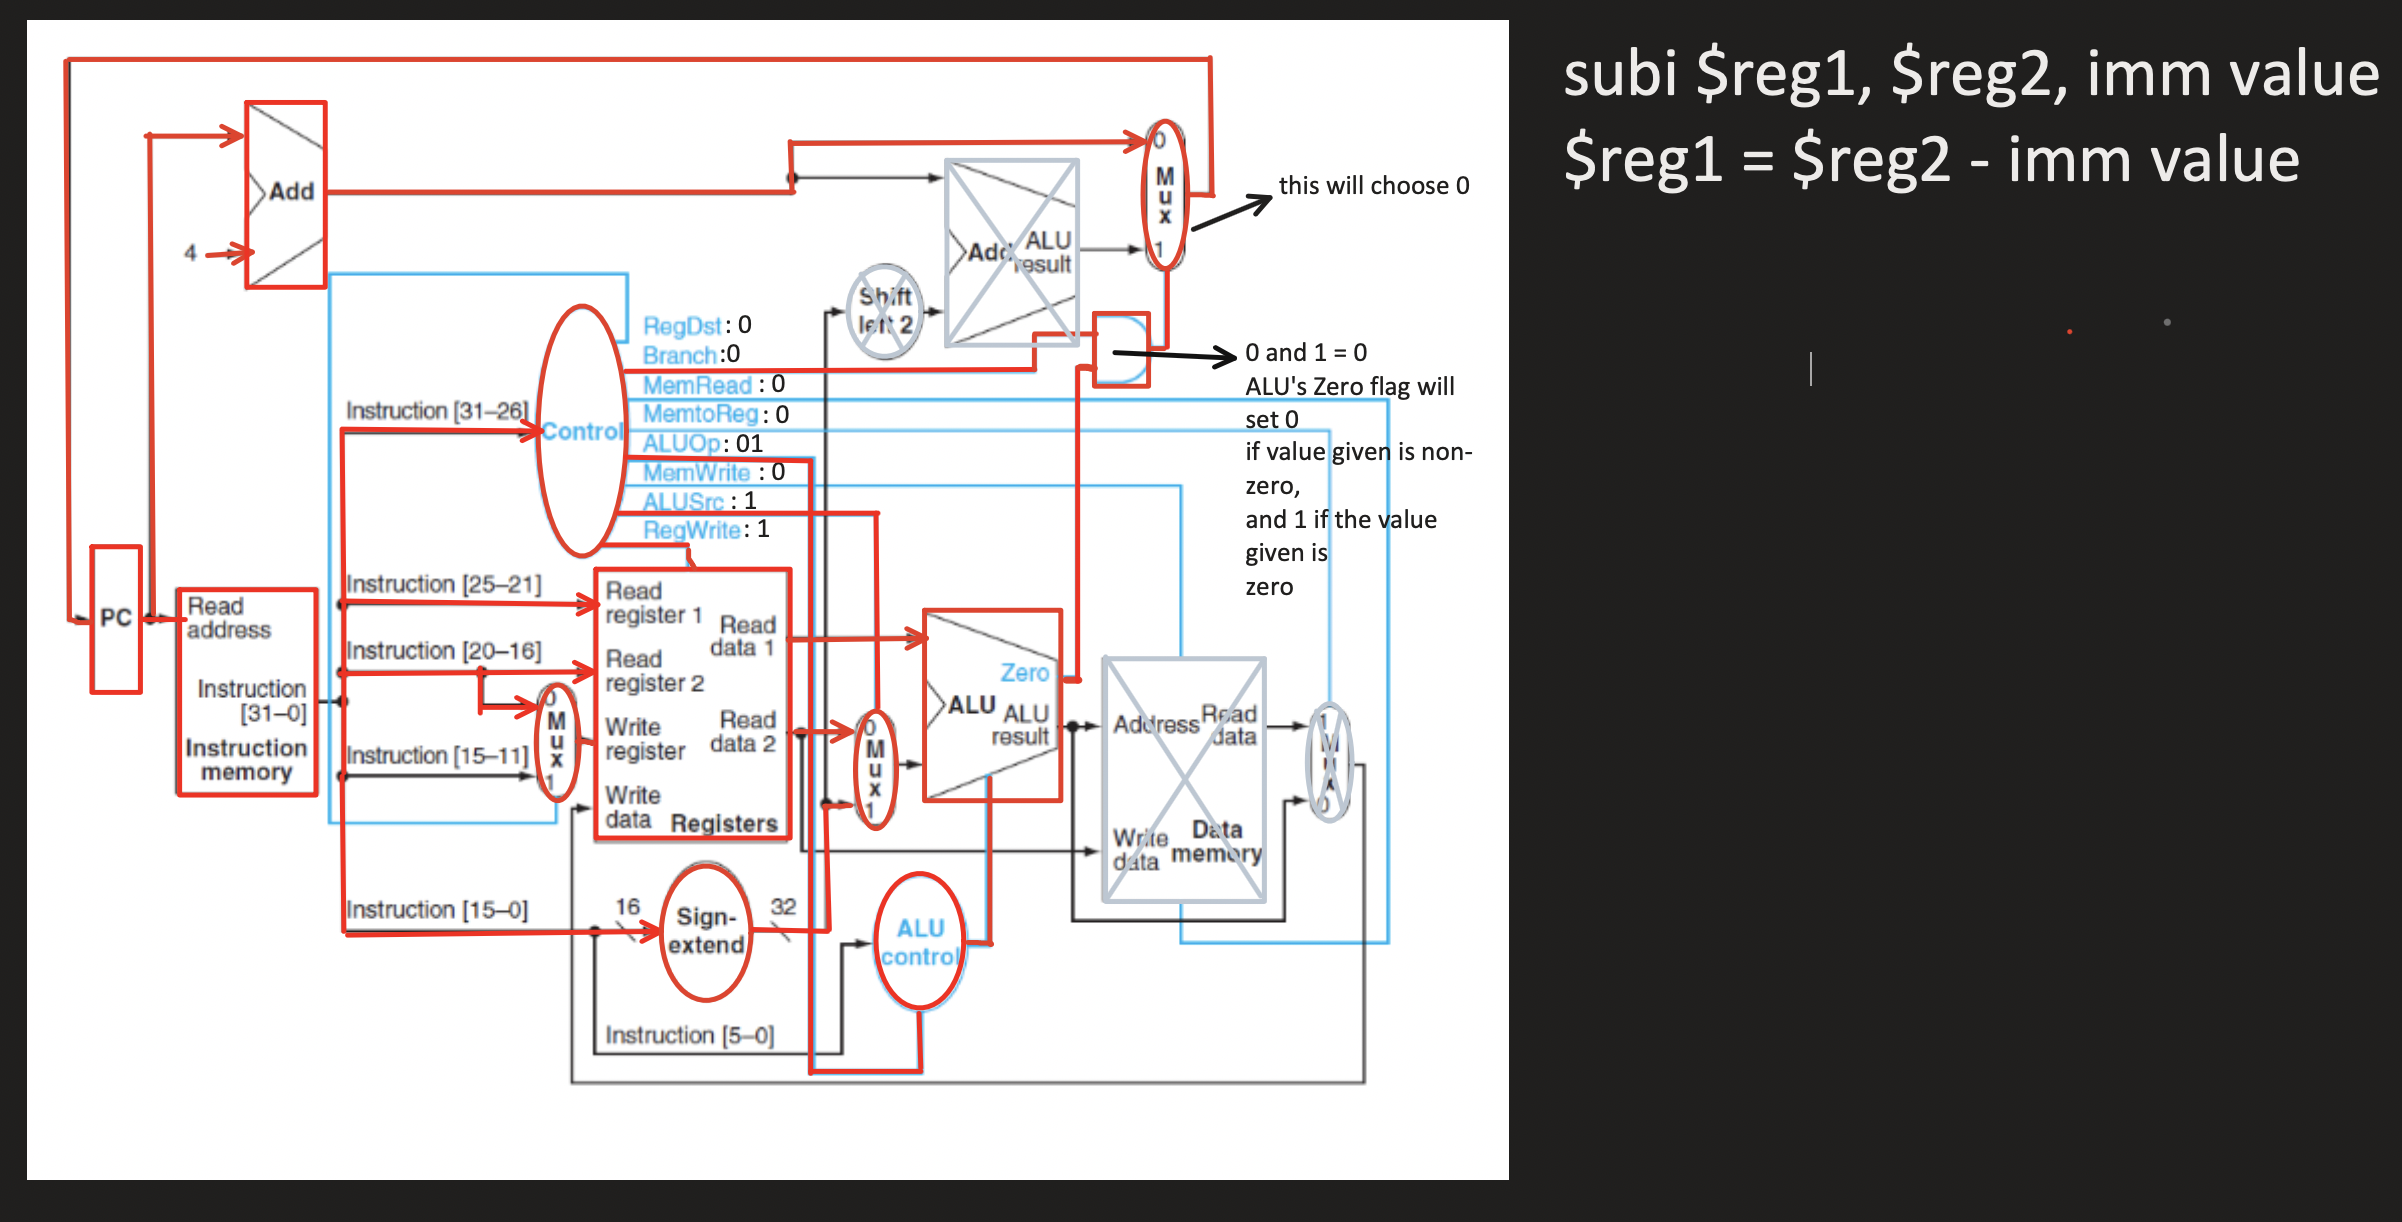 subi $reg1, $reg2, imm value
$reg1 = $reg2 - imm value
Add
4
0
M
u
x
1
this will choose 0
Add
ALU
result
Shift
left 2
RegDst : 0
Branch :0
MemRead : 0
MemtoReg : 0
ALUOp : 01
MemWrite : 0
ALUSrc : 1
RegWrite : 1
Control
0 and 1 = 0
ALU's Zero flag will
set 0
if value given is non-
zero,
and 1 if the value
given is
zero
Instruction [31–26]
Instruction [25–21]
Instruction [20–16]
Instruction [15–11]
Instruction [15–0]
PC
Read
address
Instruction
[31–0]
Instruction
memory
0
M
u
x
1
Read
register 1
Read
register 2
Write
register
Write
data
Read
data 1
Read
data 2
Registers
0
M
u
x
1
Zero
ALU
ALU
result
Address
Read
data
Write
data
Data
memory
1
M
u
x
0
16
Sign-
extend
32
ALU
control
Instruction [5–0]